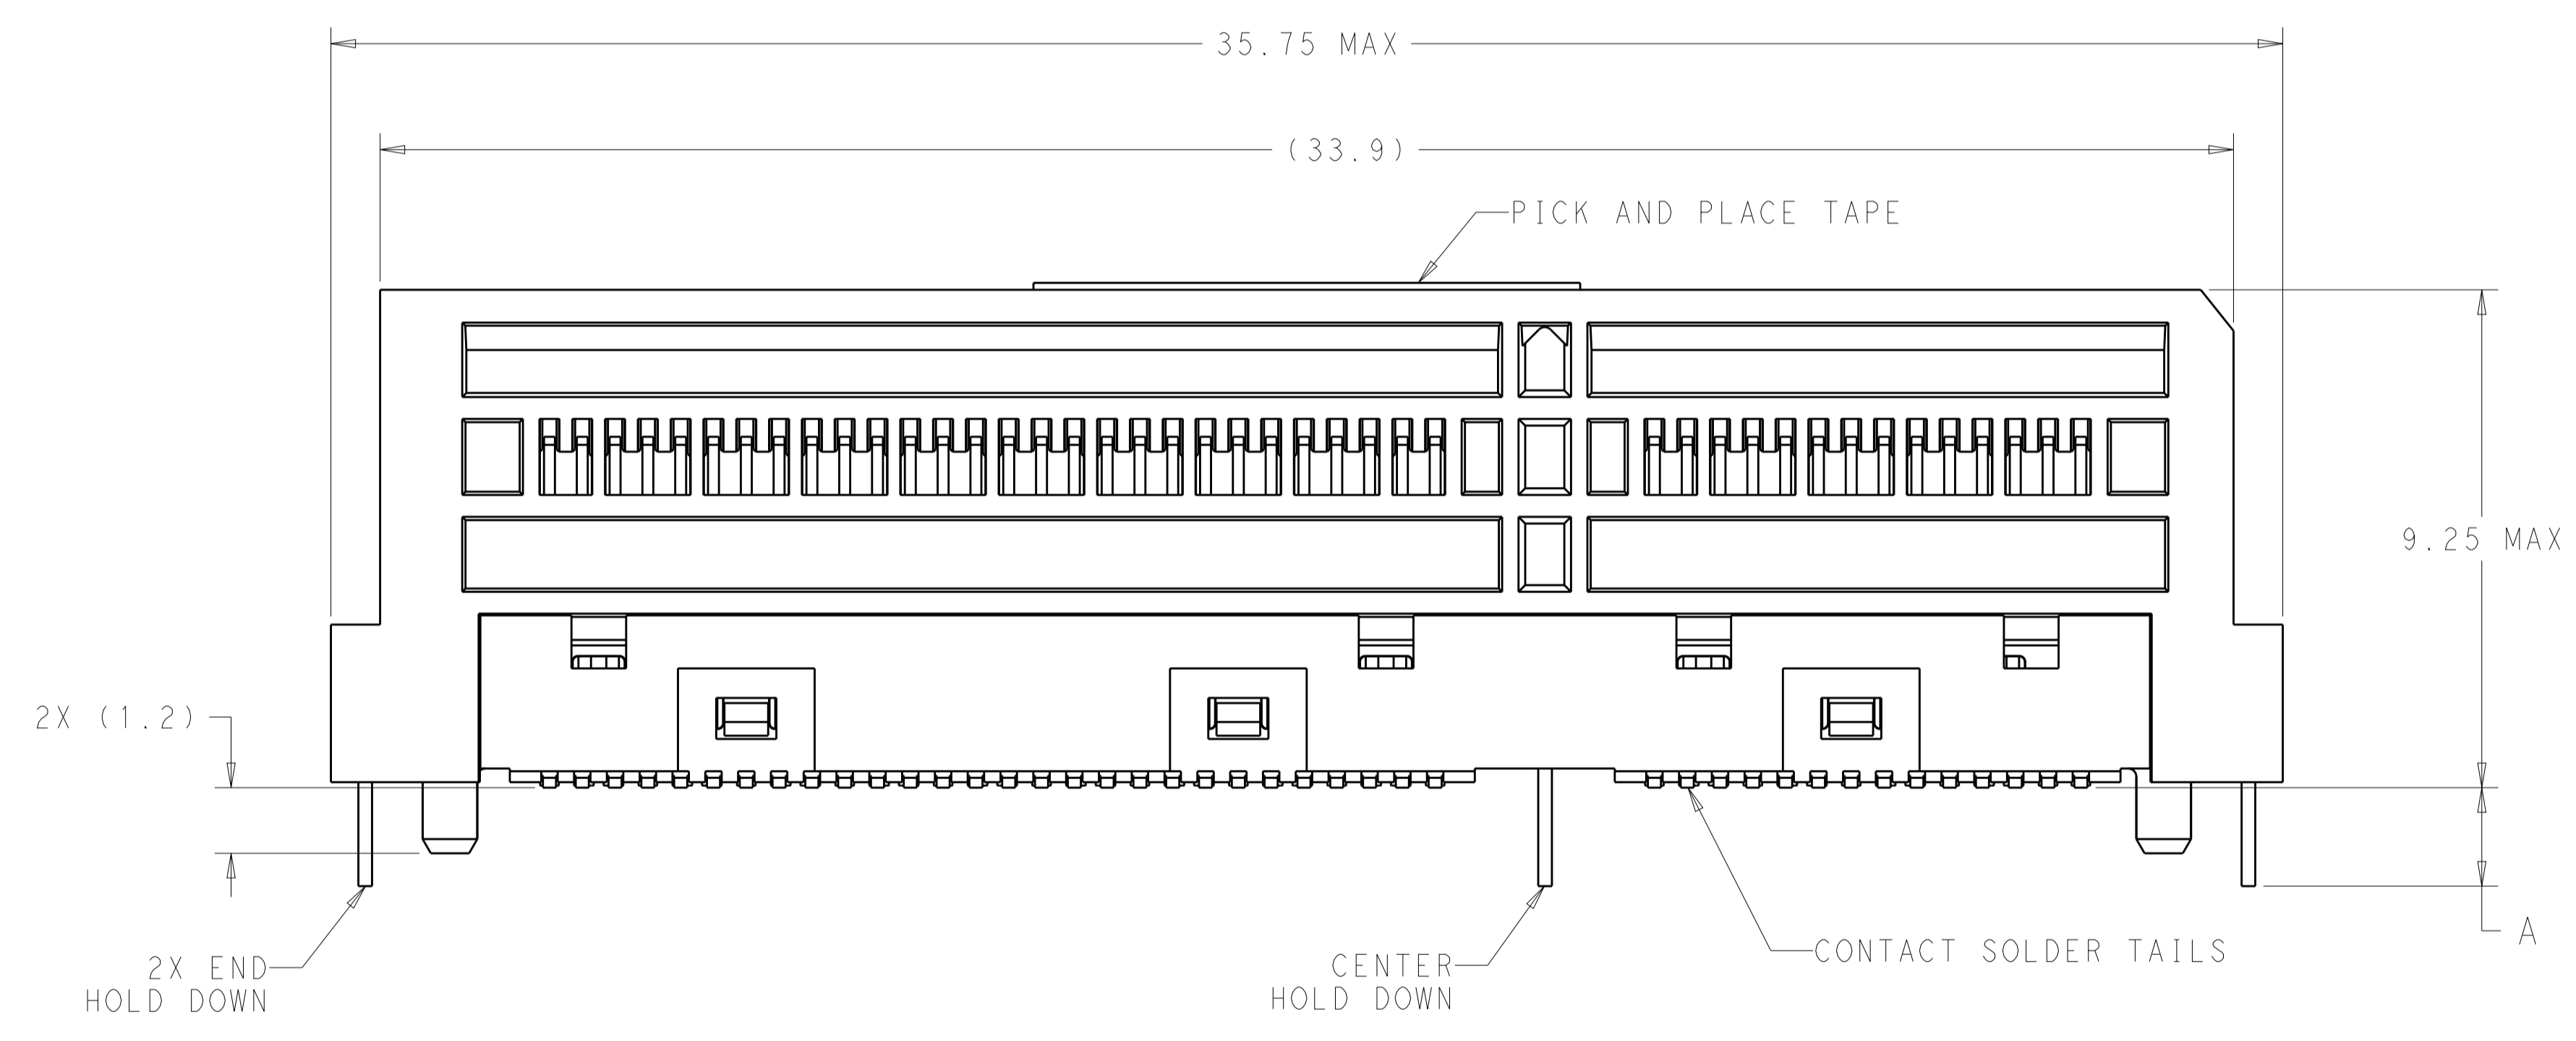 35.75 MAX
(33.9)
PICK AND PLACE TAPE
9.25 MAX
2X (1.2)
A
2X END
HOLD DOWN
CENTER
HOLD DOWN
CONTACT SOLDER TAILS